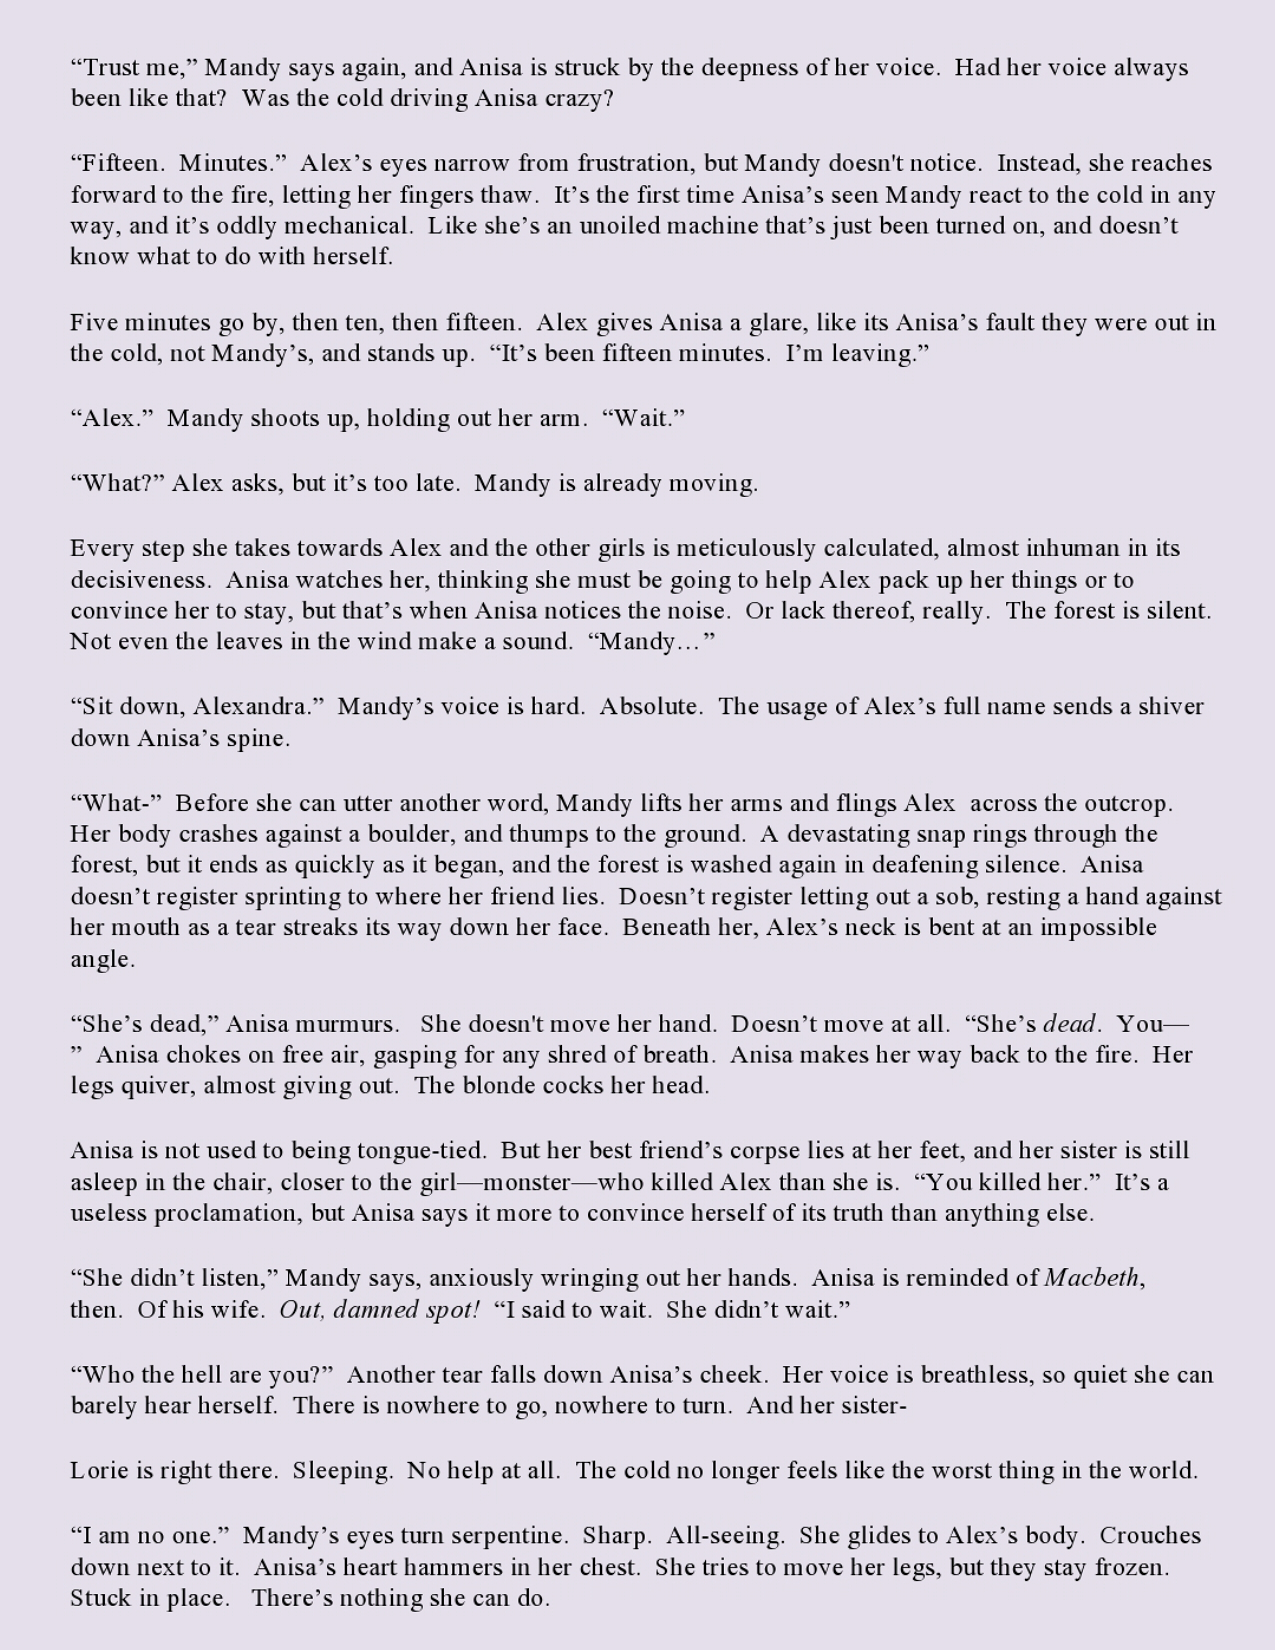 “Trust me,” Mandy says again, and Anisa is struck by the deepness of her voice.  Had her voice always
been like that?  Was the cold driving Anisa crazy?
“Fifteen.  Minutes.”  Alex’s eyes narrow from frustration, but Mandy doesn't notice.  Instead, she reaches
forward to the fire, letting her fingers thaw.  It’s the first time Anisa’s seen Mandy react to the cold in any
way, and it’s oddly mechanical.  Like she’s an unoiled machine that’s just been turned on, and doesn’t
know what to do with herself.
Five minutes go by, then ten, then fifteen.  Alex gives Anisa a glare, like its Anisa’s fault they were out in
the cold, not Mandy’s, and stands up.  “It’s been fifteen minutes.  I’m leaving.”
“Alex.”  Mandy shoots up, holding out her arm.  “Wait.”
“What?” Alex asks, but it’s too late.  Mandy is already moving.
Every step she takes towards Alex and the other girls is meticulously calculated, almost inhuman in its
decisiveness.  Anisa watches her, thinking she must be going to help Alex pack up her things or to
convince her to stay, but that’s when Anisa notices the noise.  Or lack thereof, really.  The forest is silent.
Not even the leaves in the wind make a sound.  “Mandy…”
“Sit down, Alexandra.”  Mandy’s voice is hard.  Absolute.  The usage of Alex’s full name sends a shiver
down Anisa’s spine.
“What-”  Before she can utter another word, Mandy lifts her arms and flings Alex  across the outcrop.
Her body crashes against a boulder, and thumps to the ground.  A devastating snap rings through the
forest, but it ends as quickly as it began, and the forest is washed again in deafening silence.  Anisa
doesn’t register sprinting to where her friend lies.  Doesn’t register letting out a sob, resting a hand against
her mouth as a tear streaks its way down her face.  Beneath her, Alex’s neck is bent at an impossible
angle.
“She’s dead,” Anisa murmurs.   She doesn't move her hand.  Doesn’t move at all.  “She’s dead.  You—
”  Anisa chokes on free air, gasping for any shred of breath.  Anisa makes her way back to the fire.  Her
legs quiver, almost giving out.  The blonde cocks her head.
Anisa is not used to being tongue-tied.  But her best friend’s corpse lies at her feet, and her sister is still
asleep in the chair, closer to the girl—monster—who killed Alex than she is.  “You killed her.”  It’s a
useless proclamation, but Anisa says it more to convince herself of its truth than anything else.
“She didn’t listen,” Mandy says, anxiously wringing out her hands.  Anisa is reminded of Macbeth,
then.  Of his wife.  Out, damned spot!  “I said to wait.  She didn’t wait.”
“Who the hell are you?”  Another tear falls down Anisa’s cheek.  Her voice is breathless, so quiet she can
barely hear herself.  There is nowhere to go, nowhere to turn.  And her sister-
Lorie is right there.  Sleeping.  No help at all.  The cold no longer feels like the worst thing in the world.
“I am no one.”  Mandy’s eyes turn serpentine.  Sharp.  All-seeing.  She glides to Alex’s body.  Crouches
down next to it.  Anisa’s heart hammers in her chest.  She tries to move her legs, but they stay frozen.
Stuck in place.   There’s nothing she can do.